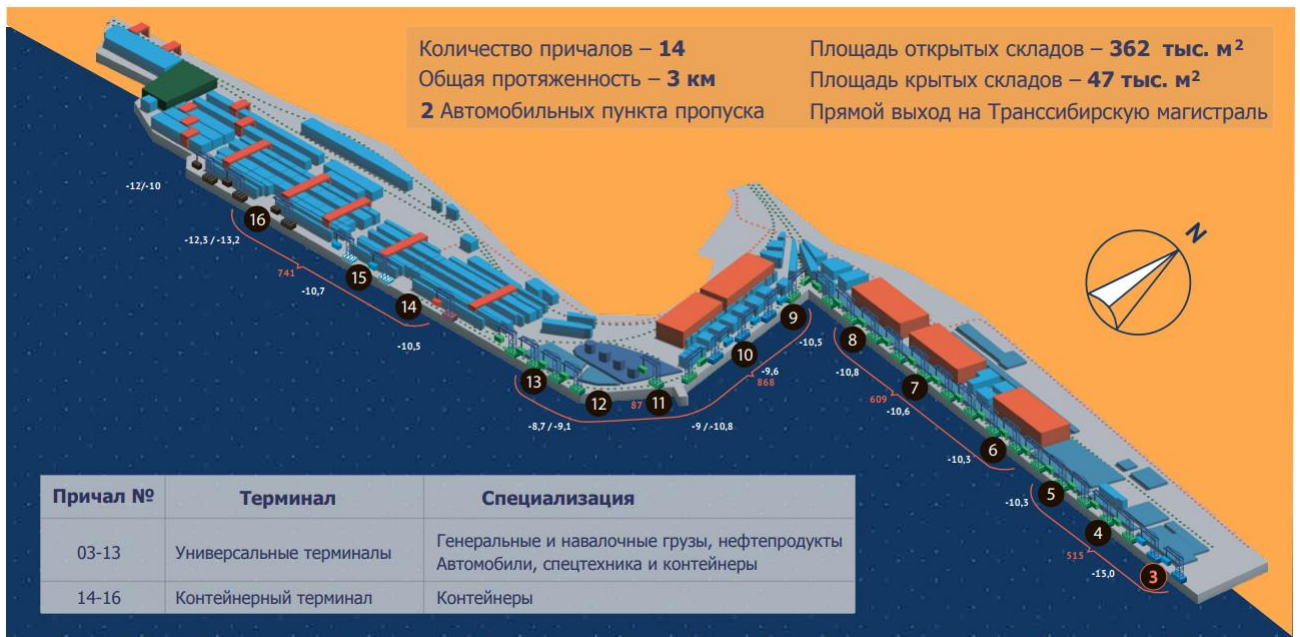 Количество причалов – 14
Общая протяженность – 3 км
2 Автомобильных пункта пропуска
Площадь открытых складов – 362 тыс. м²
Площадь крытых складов – 47 тыс. м²
Прямой выход на Транссибирскую магистраль
N
-12/-10
16
-12,3 / -13,2
741
15
-10,7
14
-10,5
13
-8,7 / -9,1
12
87
11
-9 / -10,8
10
-9,6
868
9
-10,5
8
-10,8
7
609
-10,6
6
-10,3
5
-10,3
4
515
-15,0
3
Причал № Терминал Специализация
03-13 Универсальные терминалы Генеральные и навалочные грузы, нефтепродукты
Автомобили, спецтехника и контейнеры
14-16 Контейнерный терминал Контейнеры